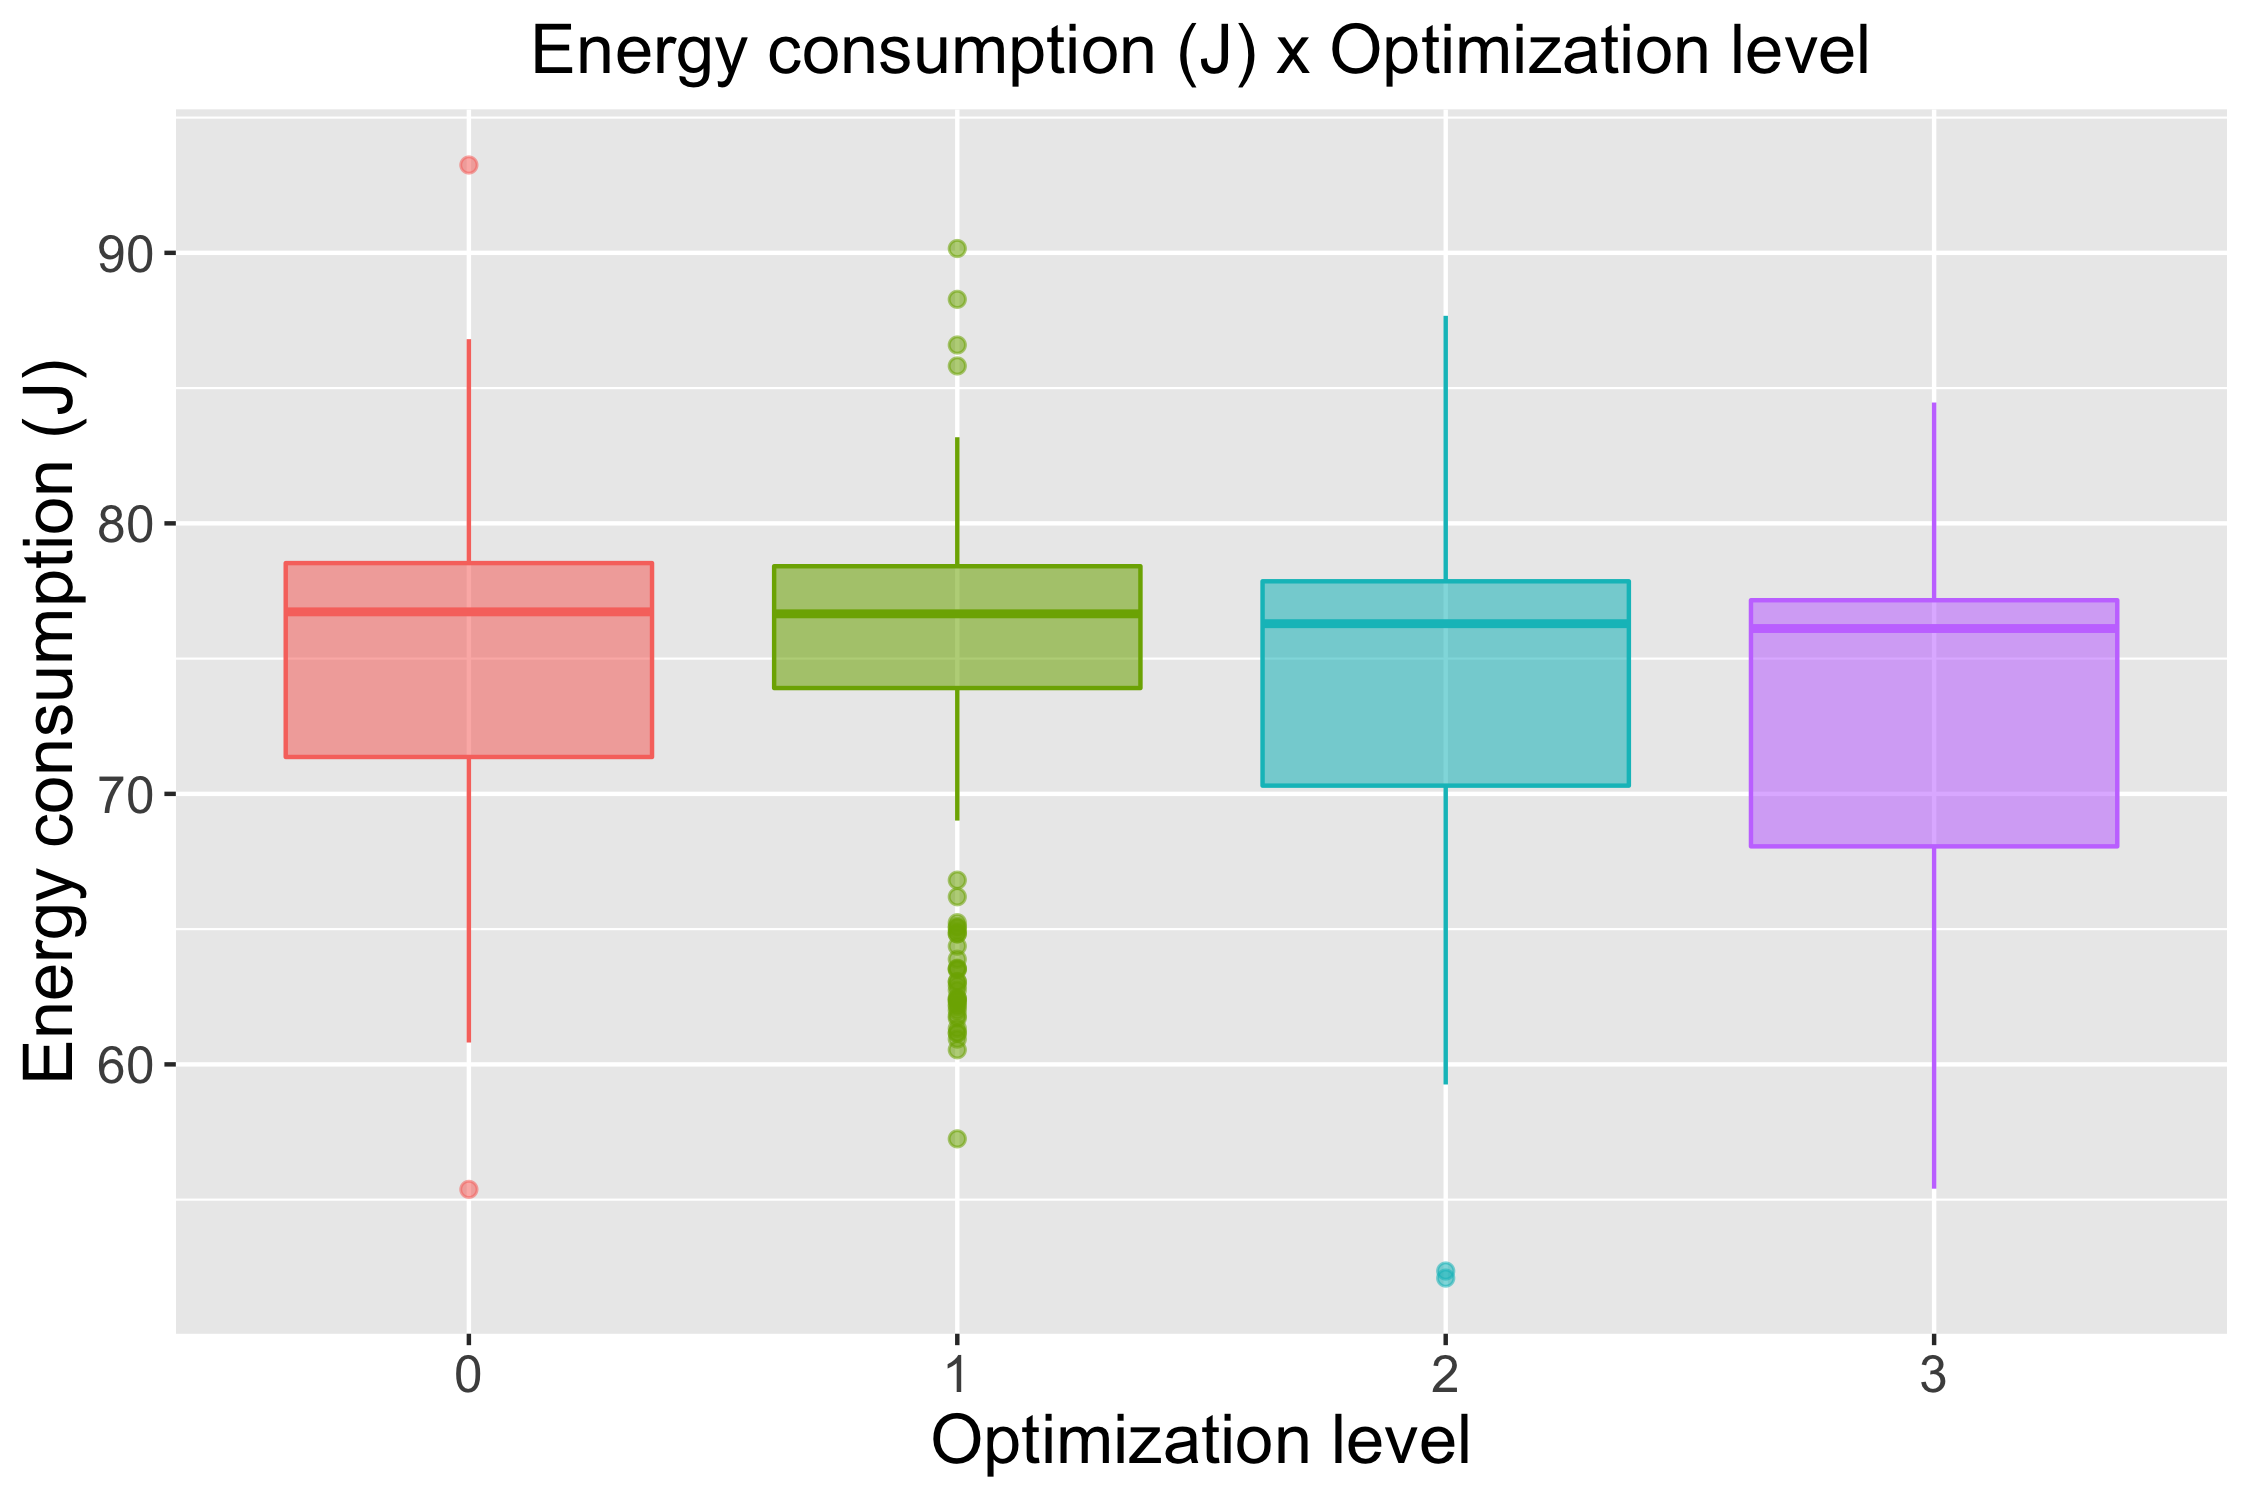 Energy consumption (J) x Optimization level
Energy consumption (J)
90
80
70
60
0 1 2 3
Optimization level